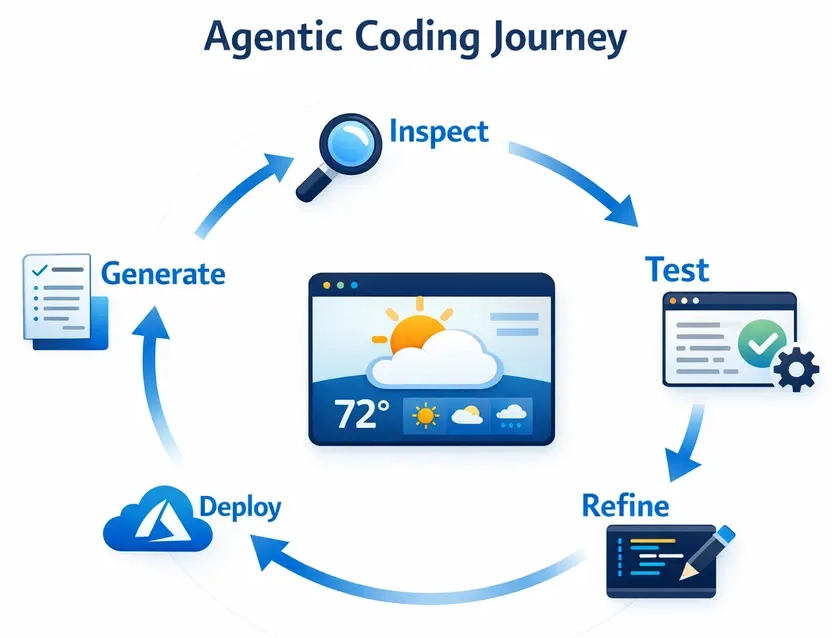 Agentic Coding Journey
Inspect
Generate
Test
72°
Deploy
Refine